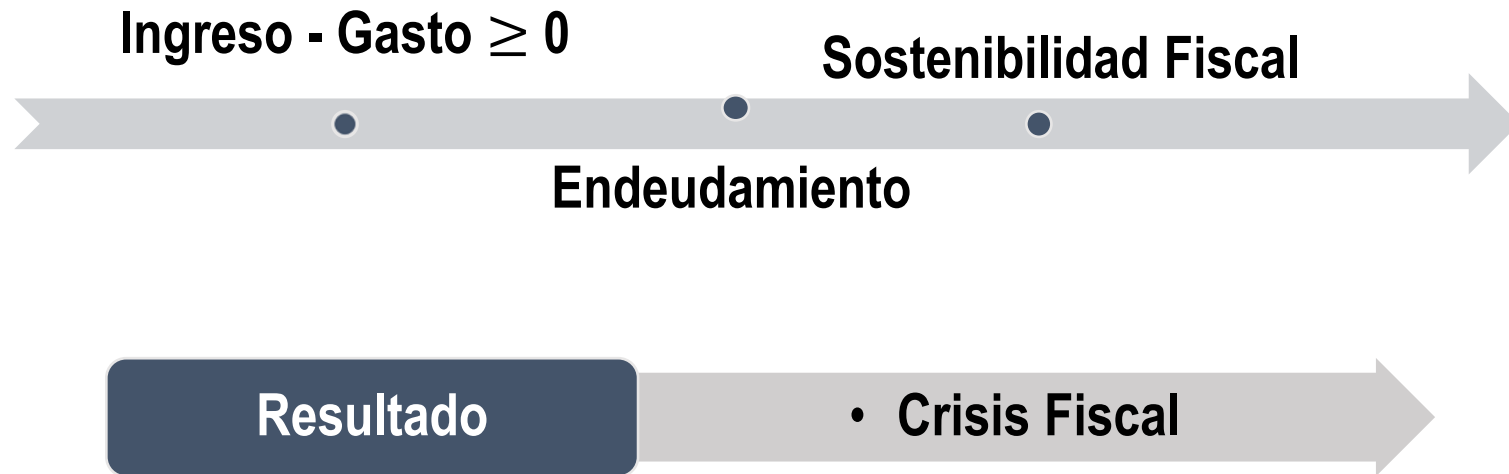 Ingreso - Gasto ≥ 0
Sostenibilidad Fiscal
Endeudamiento
Resultado
• Crisis Fiscal